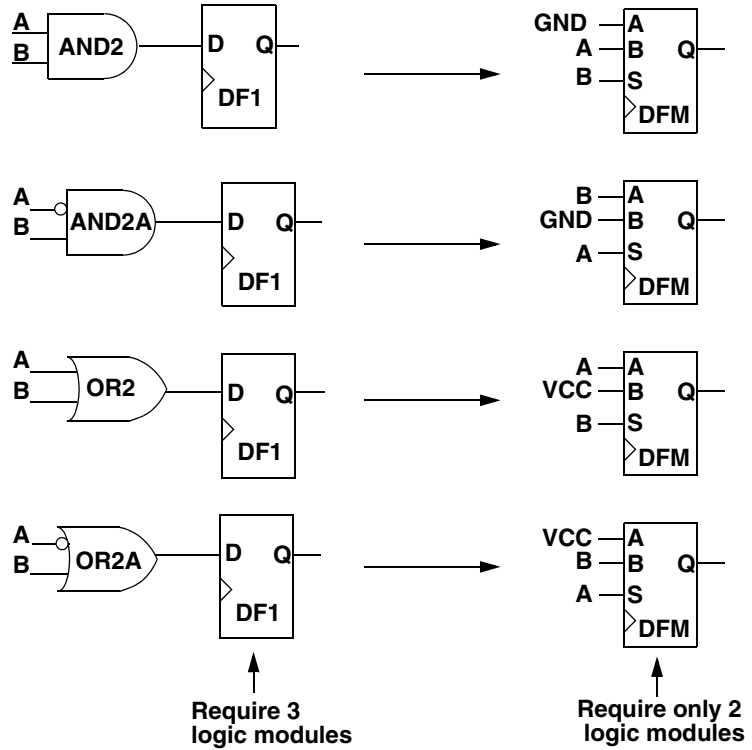 A
B
AND2
D Q
DF1
GND A
A B Q
B S
DFM
A
B
AND2A
D Q
DF1
B A
GND B Q
A S
DFM
A
B
OR2
D Q
DF1
A A
VCC B Q
B S
DFM
A
B
OR2A
D Q
DF1
VCC A
B B Q
A S
DFM
Require 3
logic modules
Require only 2
logic modules